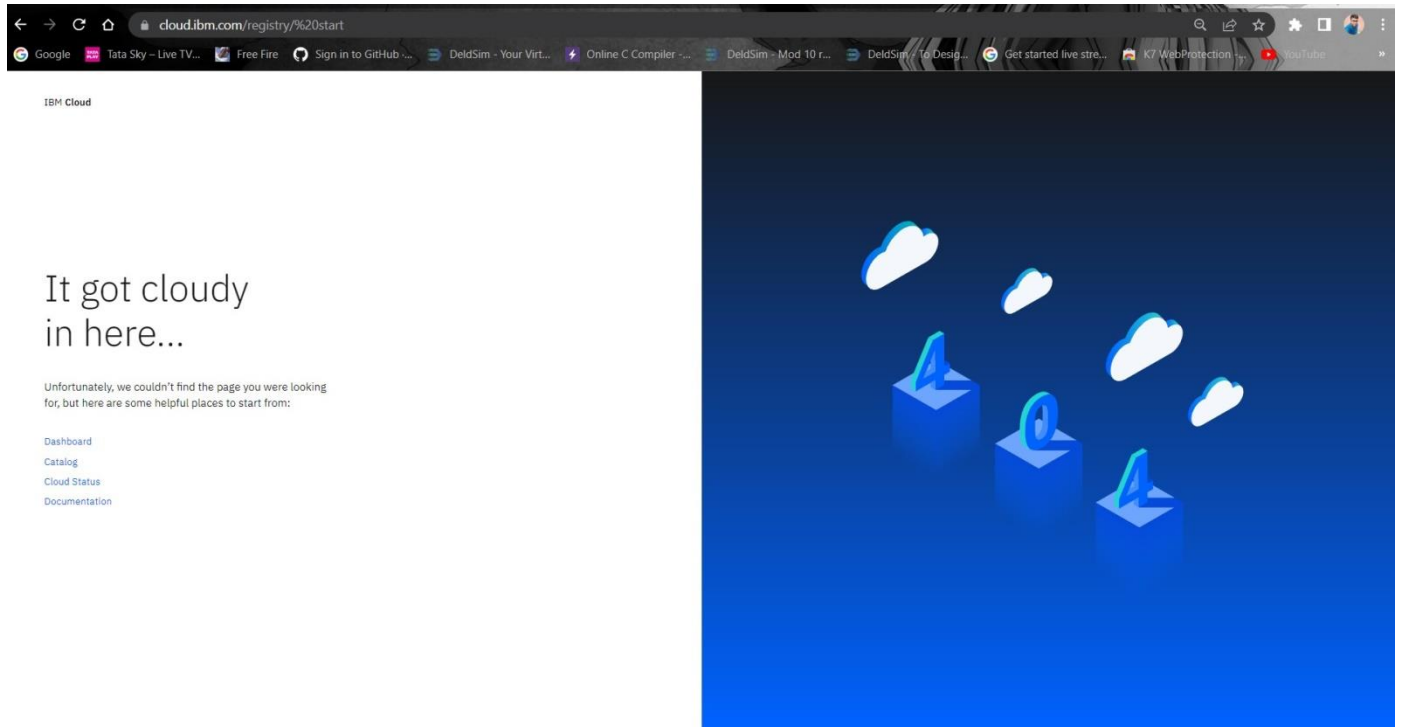 cloud.ibm.com/registry/%20start
Google Tata Sky – Live TV... Free Fire Sign in to GitHub ·... DeldSim - Your Virt... Online C Compiler -... DeldSim - Mod 10 r... DeldSim - To Desig... Get started live stre... K7 WebProtection -... YouTube »
IBM Cloud
It got cloudy
in here...
Unfortunately, we couldn't find the page you were looking
for, but here are some helpful places to start from:
Dashboard
Catalog
Cloud Status
Documentation
404